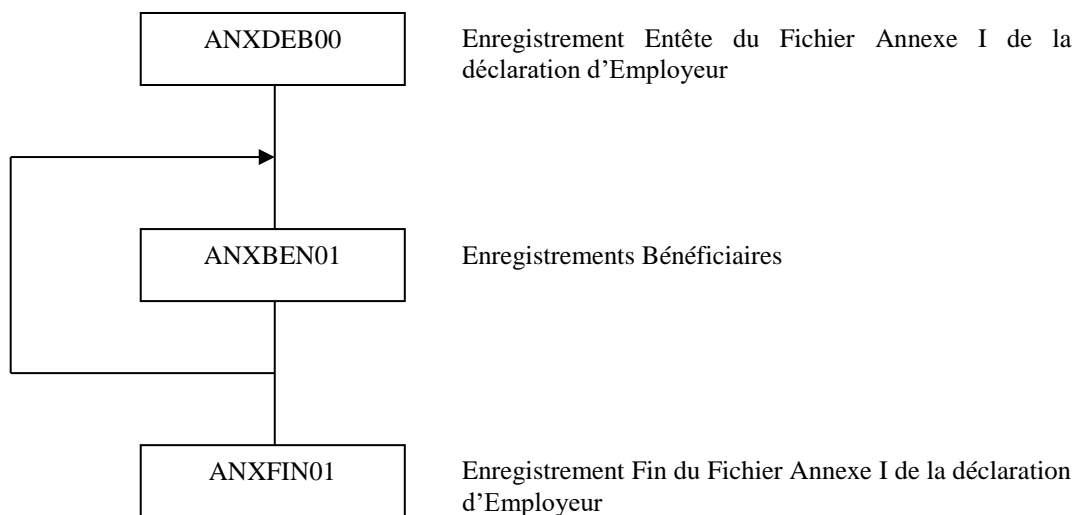 ANXDEB00
Enregistrement Entête du Fichier Annexe I de la
déclaration d’Employeur
ANXBEN01
Enregistrements Bénéficiaires
ANXFIN01
Enregistrement Fin du Fichier Annexe I de la déclaration
d’Employeur